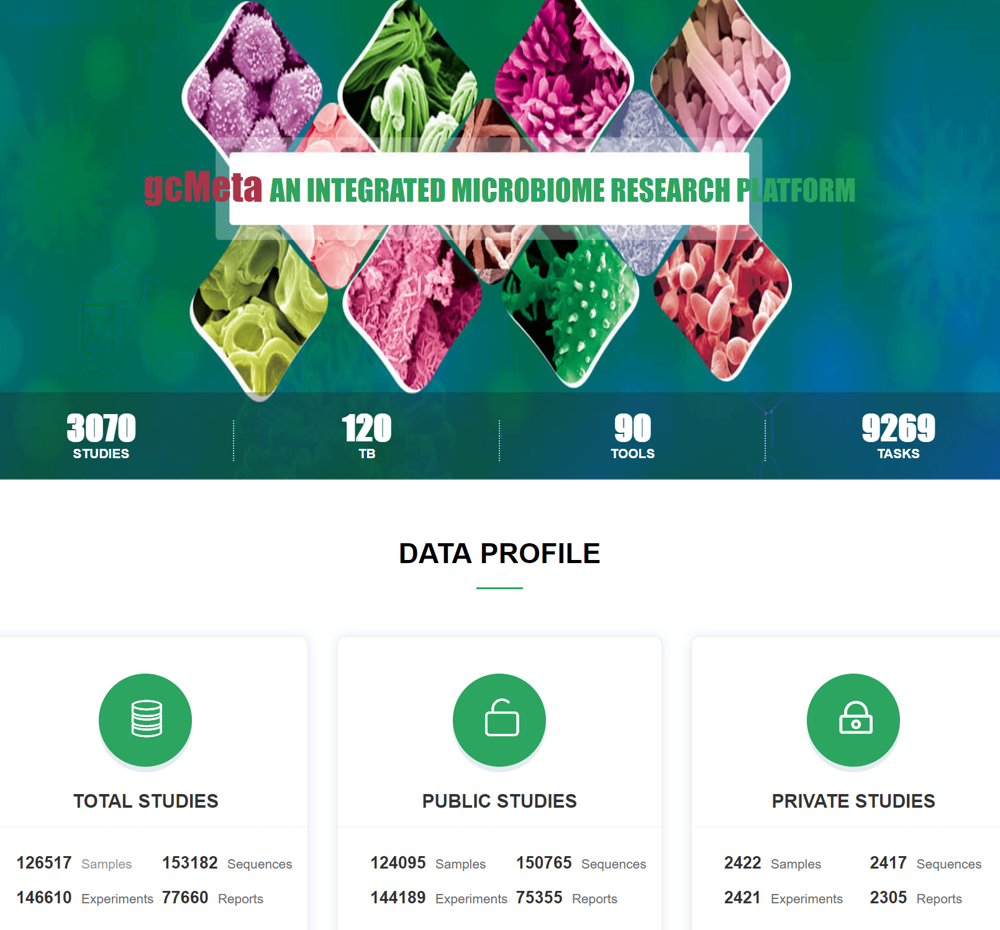 gcMeta AN INTEGRATED MICROBIOME RESEARCH PLATFORM
3070
STUDIES
120
TB
90
TOOLS
9269
TASKS
DATA PROFILE
TOTAL STUDIES
126517 Samples 153182 Sequences
146610 Experiments 77660 Reports
PUBLIC STUDIES
124095 Samples 150765 Sequences
144189 Experiments 75355 Reports
PRIVATE STUDIES
2422 Samples 2417 Sequences
2421 Experiments 2305 Reports